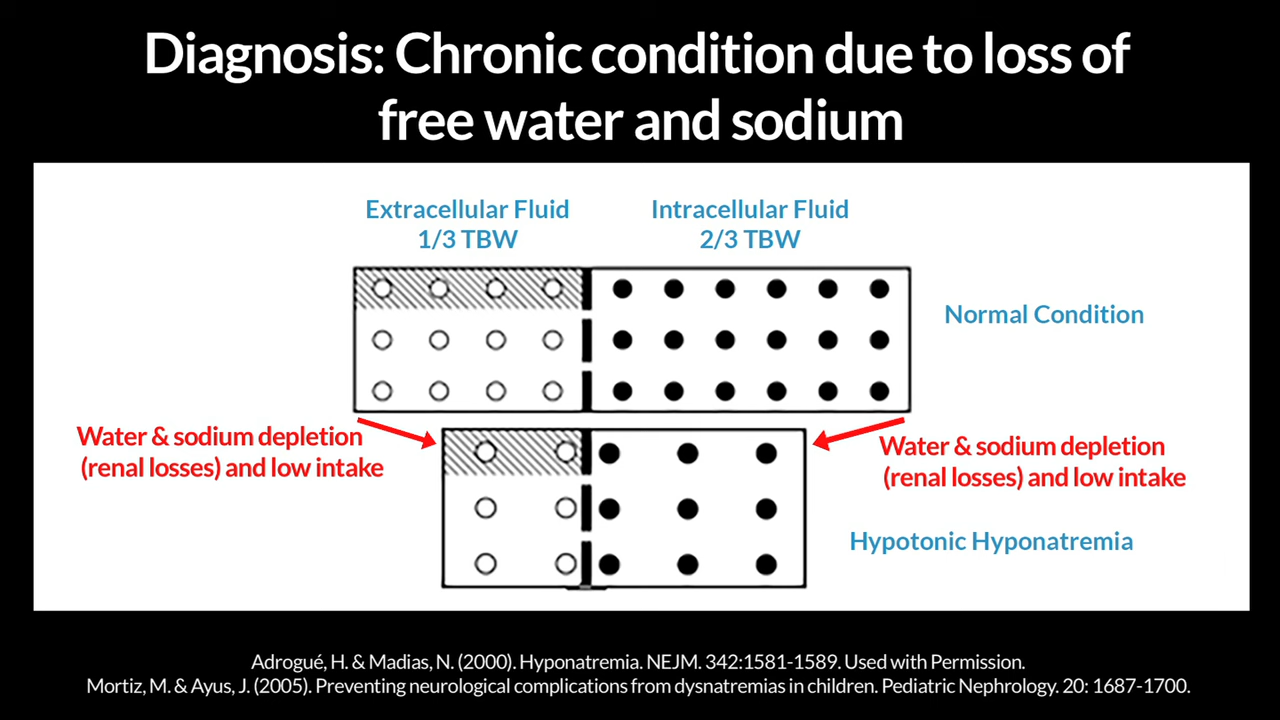 Diagnosis: Chronic condition due to loss of
free water and sodium
Extracellular Fluid
1/3 TBW
Intracellular Fluid
2/3 TBW
Normal Condition
Water & sodium depletion
(renal losses) and low intake
Water & sodium depletion
(renal losses) and low intake
Hypotonic Hyponatremia
Adrogué, H. & Madias, N. (2000). Hyponatremia. NEJM. 342:1581-1589. Used with Permission.
Mortiz, M. & Ayus, J. (2005). Preventing neurological complications from dysnatremias in children. Pediatric Nephrology. 20: 1687-1700.